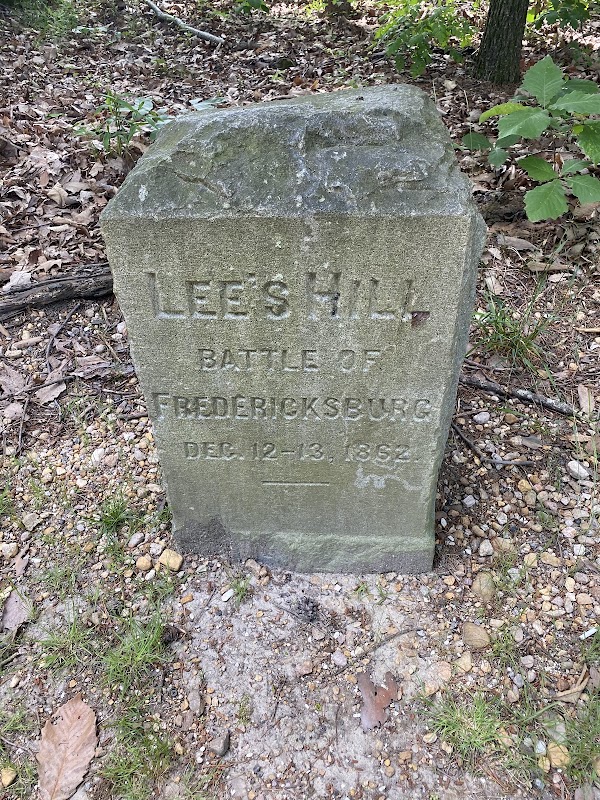 LEE'S HILL
BATTLE OF
FREDERICKSBURG
DEC. 12-13, 1862.